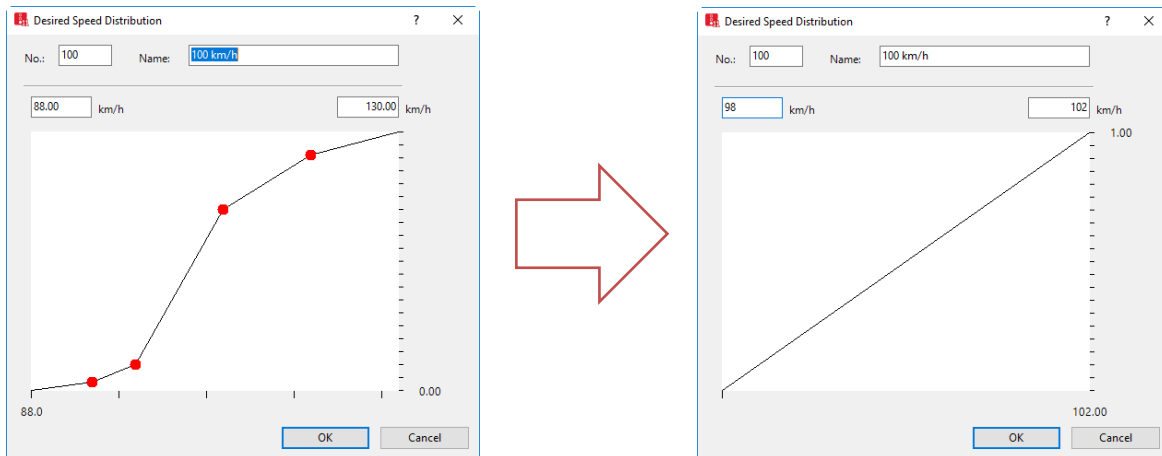 Desired Speed Distribution ?
No.: 100 Name: 100 km/h
88.00 km/h 130.00 km/h
0.00
88.0
OK Cancel
Desired Speed Distribution ?
No.: 100 Name: 100 km/h
98 km/h 102 km/h
1.00
102.00
OK Cancel